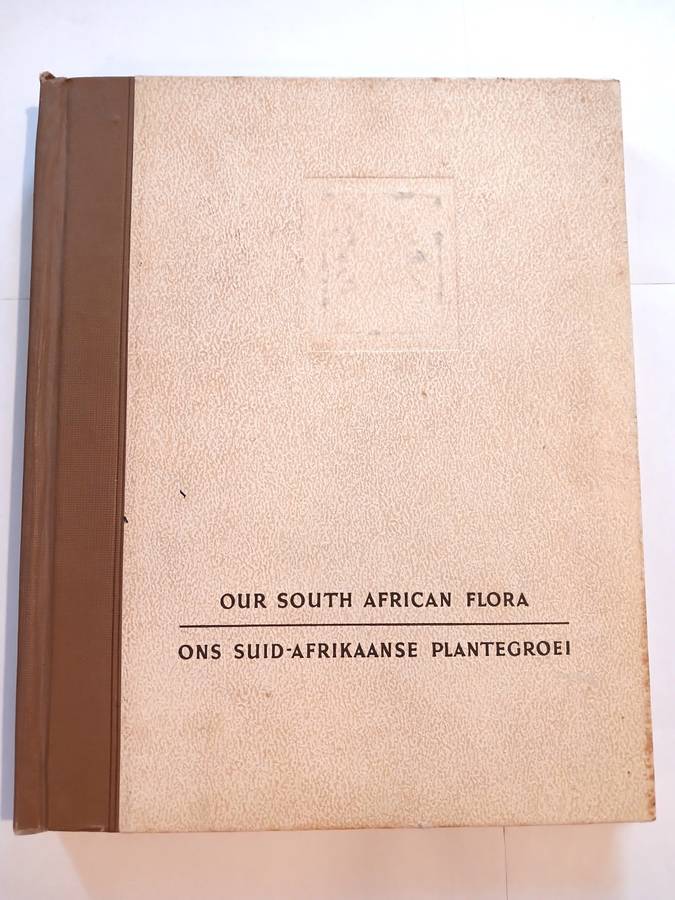 OUR SOUTH AFRICAN FLORA
ONS SUID-AFRIKAANSE PLANTEGROEI